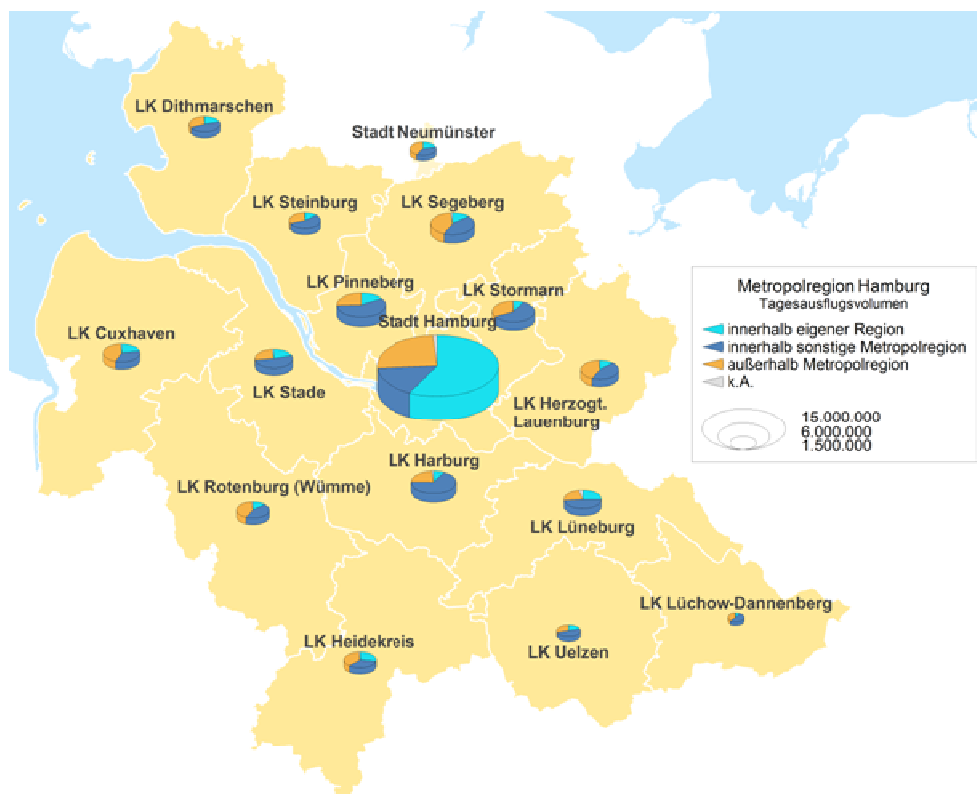 LK Dithmarschen
Stadt Neumünster
LK Steinburg
LK Segeberg
LK Pinneberg
LK Stormarn
Stadt Hamburg
LK Cuxhaven
LK Stade
LK Herzogt.
Lauenburg
LK Harburg
LK Rotenburg (Wümme)
LK Lüneburg
LK Lüchow-Dannenberg
LK Heidekreis
LK Uelzen
Metropolregion Hamburg
Tagesausflugsvolumen
innerhalb eigener Region
innerhalb sonstige Metropolregion
außerhalb Metropolregion
k.A.
15.000.000
6.000.000
1.500.000